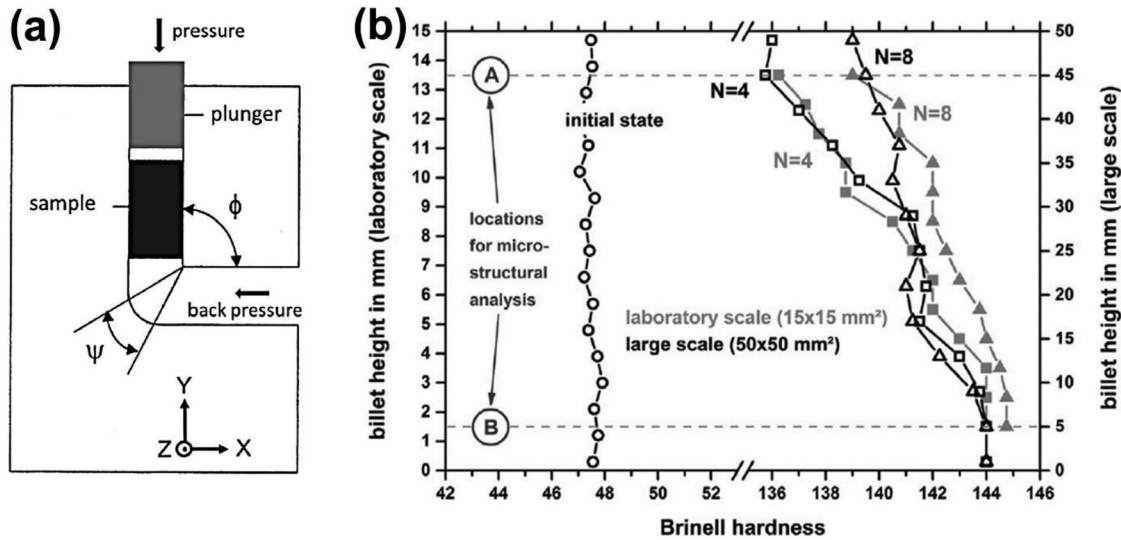 (a)
pressure
plunger
sample
ϕ
back pressure
ψ
Y
Z
X
(b)
billet height in mm (laboratory scale)
15
14
13
12
11
10
9
8
7
6
5
4
3
2
1
0
A
N=4
N=8
initial state
N=8
N=4
locations
for micro-
structural
analysis
laboratory scale (15x15 mm²)
large scale (50x50 mm²)
B
50
45
40
35
30
25
20
15
10
5
0
billet height in mm (large scale)
42 44 46 48 50 52 136 138 140 142 144 146
Brinell hardness